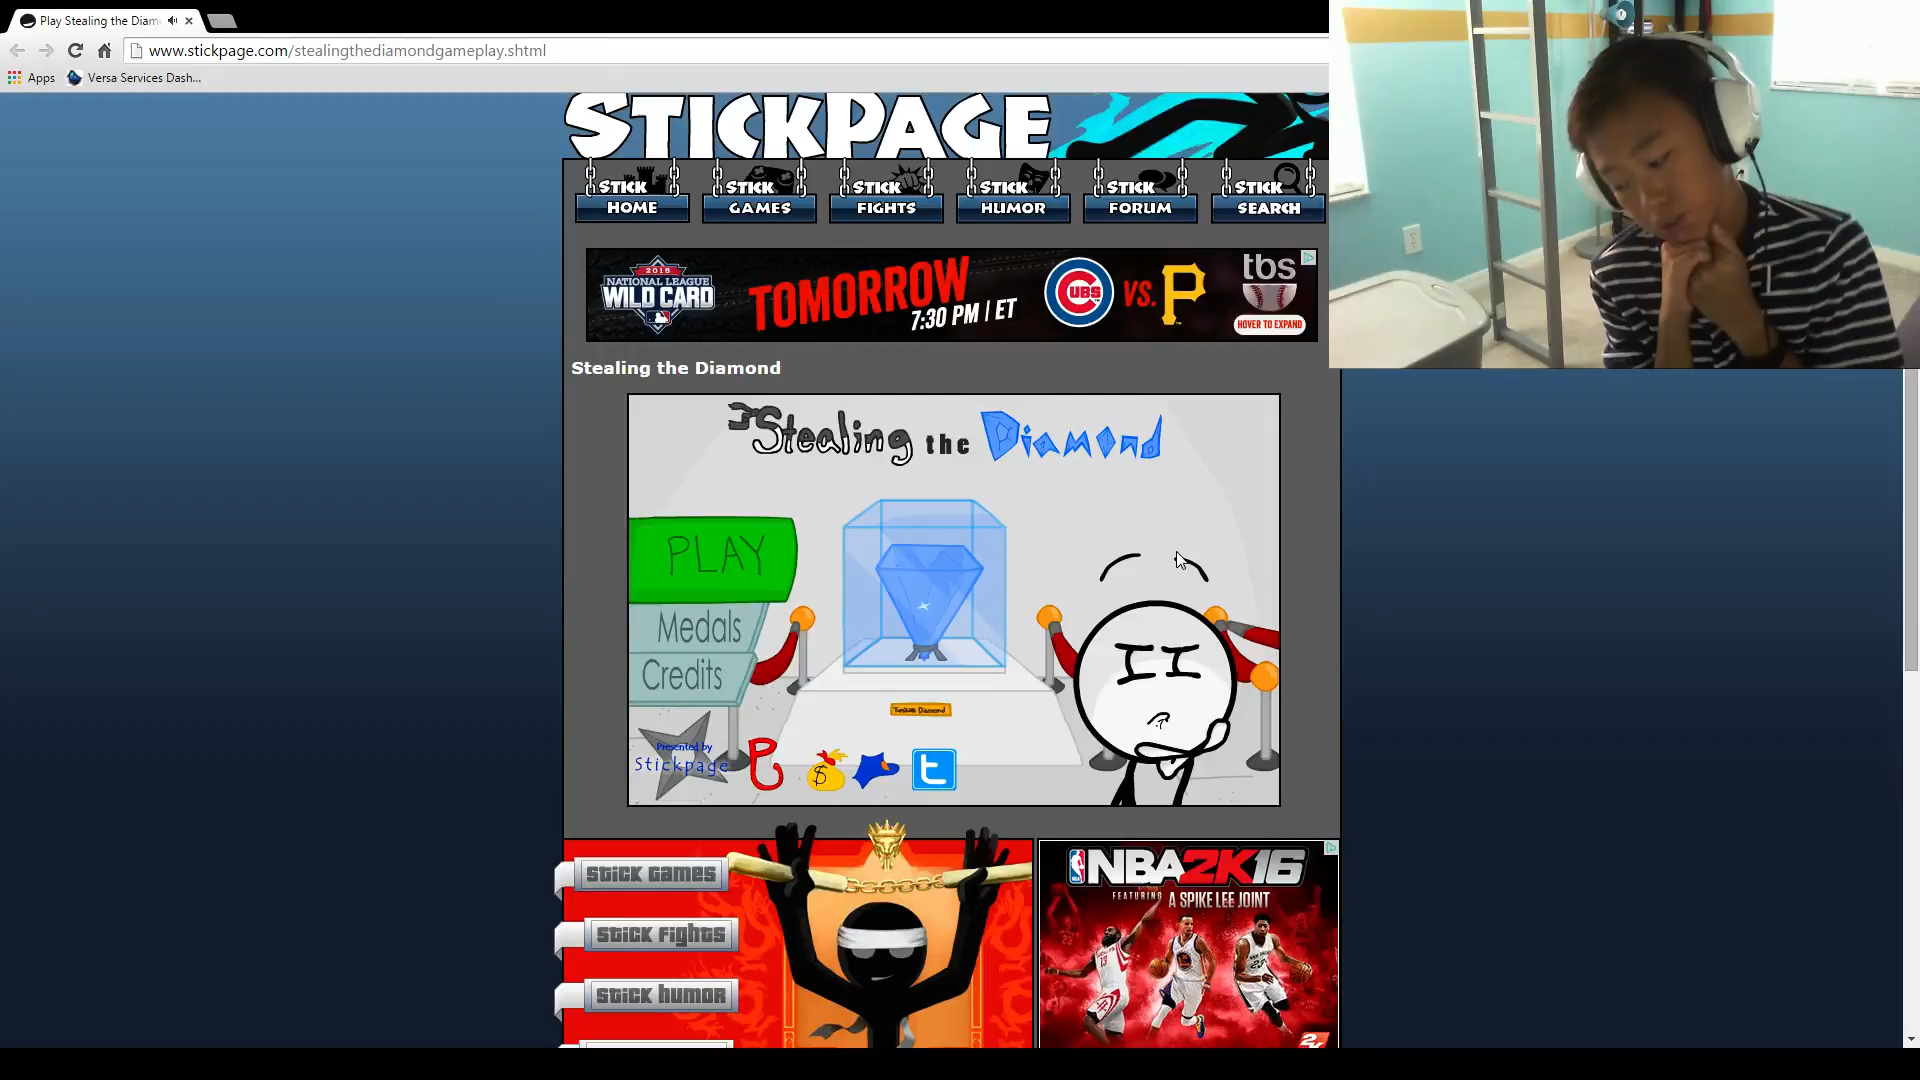 Play Stealing the Diam
www.stickpage.com/stealingthediamondgameplay.shtml
Apps
Versa Services Dash...
STICKPAGE
STICK HOME
STICK GAMES
STICK FIGHTS
STICK HUMOR
STICK FORUM
STICK SEARCH
2015
NATIONAL LEAGUE
WILD CARD
TOMORROW
7:30 PM | ET
CUBS
VS.
P
tbs
HOVER TO EXPAND
Stealing the Diamond
Stealing the Diamond
PLAY
Medals
Credits
Diamond
Presented by
Stickpage
$
t
STICK GAMES
STICK FIGHTS
STICK HUMOR
NBA 2K16
FEATURING A SPIKE LEE JOINT
2K